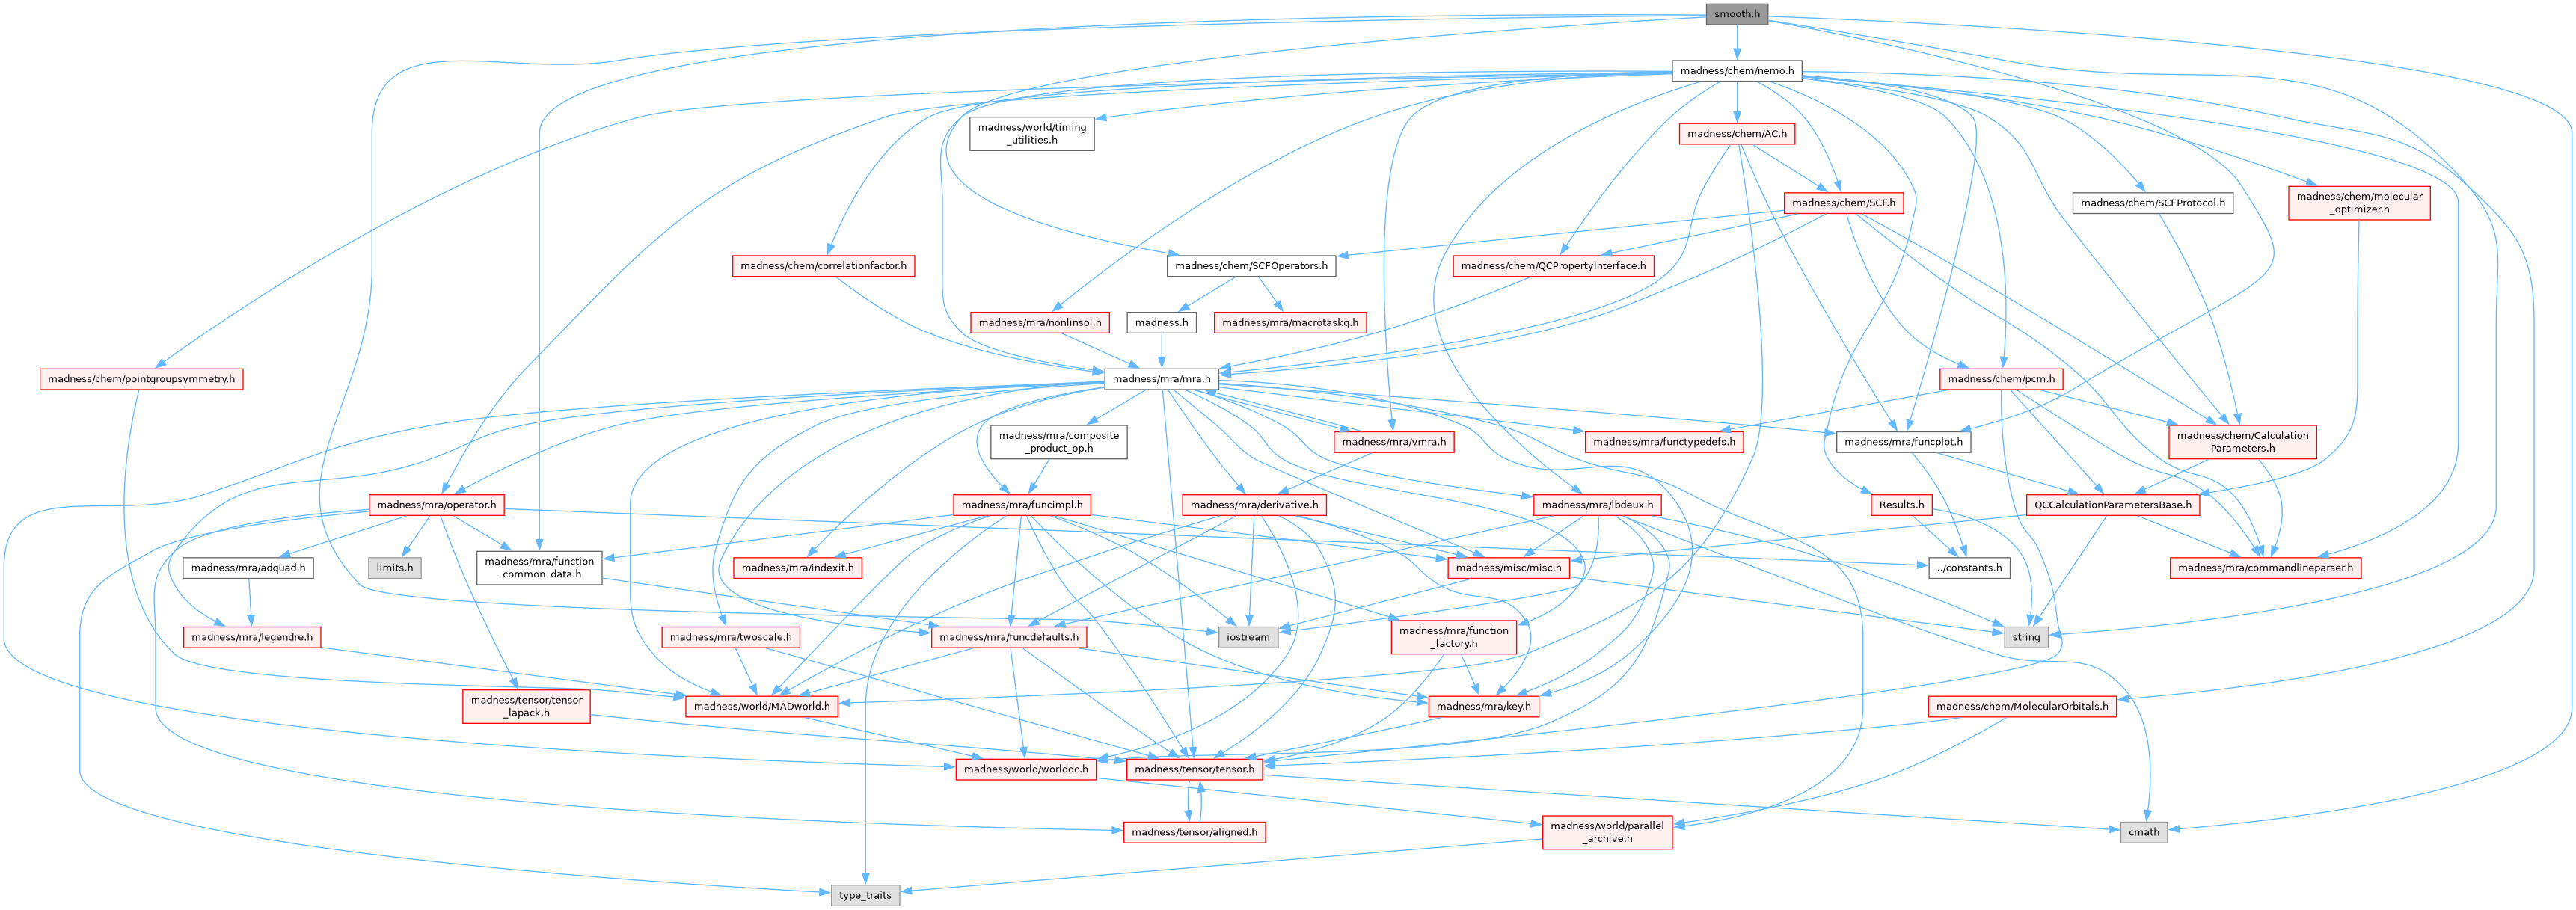 smooth.h
madness/chem/nemo.h
madness/world/timing
_utilities.h
madness/chem/AC.h
madness/chem/SCF.h
madness/chem/SCFProtocol.h
madness/chem/molecular
_optimizer.h
madness/chem/correlationfactor.h
madness/chem/SCFOperators.h
madness/chem/QCPropertyInterface.h
madness/mra/nonlinsol.h
madness.h
madness/mra/macrotaskq.h
madness/chem/pointgroupsymmetry.h
madness/mra/mra.h
madness/chem/pcm.h
madness/mra/composite
_product_op.h
madness/mra/vmra.h
madness/mra/functypedefs.h
madness/mra/funcplot.h
madness/chem/Calculation
Parameters.h
madness/mra/operator.h
madness/mra/funcimpl.h
madness/mra/derivative.h
madness/mra/lbdeux.h
Results.h
QCCalculationParametersBase.h
madness/mra/adquad.h
limits.h
madness/mra/function
_common_data.h
madness/mra/indexit.h
madness/misc/misc.h
../constants.h
madness/mra/commandlineparser.h
madness/mra/legendre.h
madness/mra/twoscale.h
madness/mra/funcdefaults.h
iostream
madness/mra/function
_factory.h
string
madness/tensor/tensor
_lapack.h
madness/world/MADworld.h
madness/mra/key.h
madness/chem/MolecularOrbitals.h
madness/world/worlddc.h
madness/tensor/tensor.h
madness/tensor/aligned.h
madness/world/parallel
_archive.h
cmath
type_traits